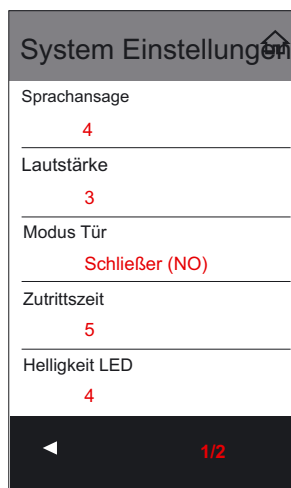 System Einstellungen
Sprachansage
4
Lautstärke
3
Modus Tür
Schließer (NO)
Zutrittszeit
5
Helligkeit LED
4
1/2